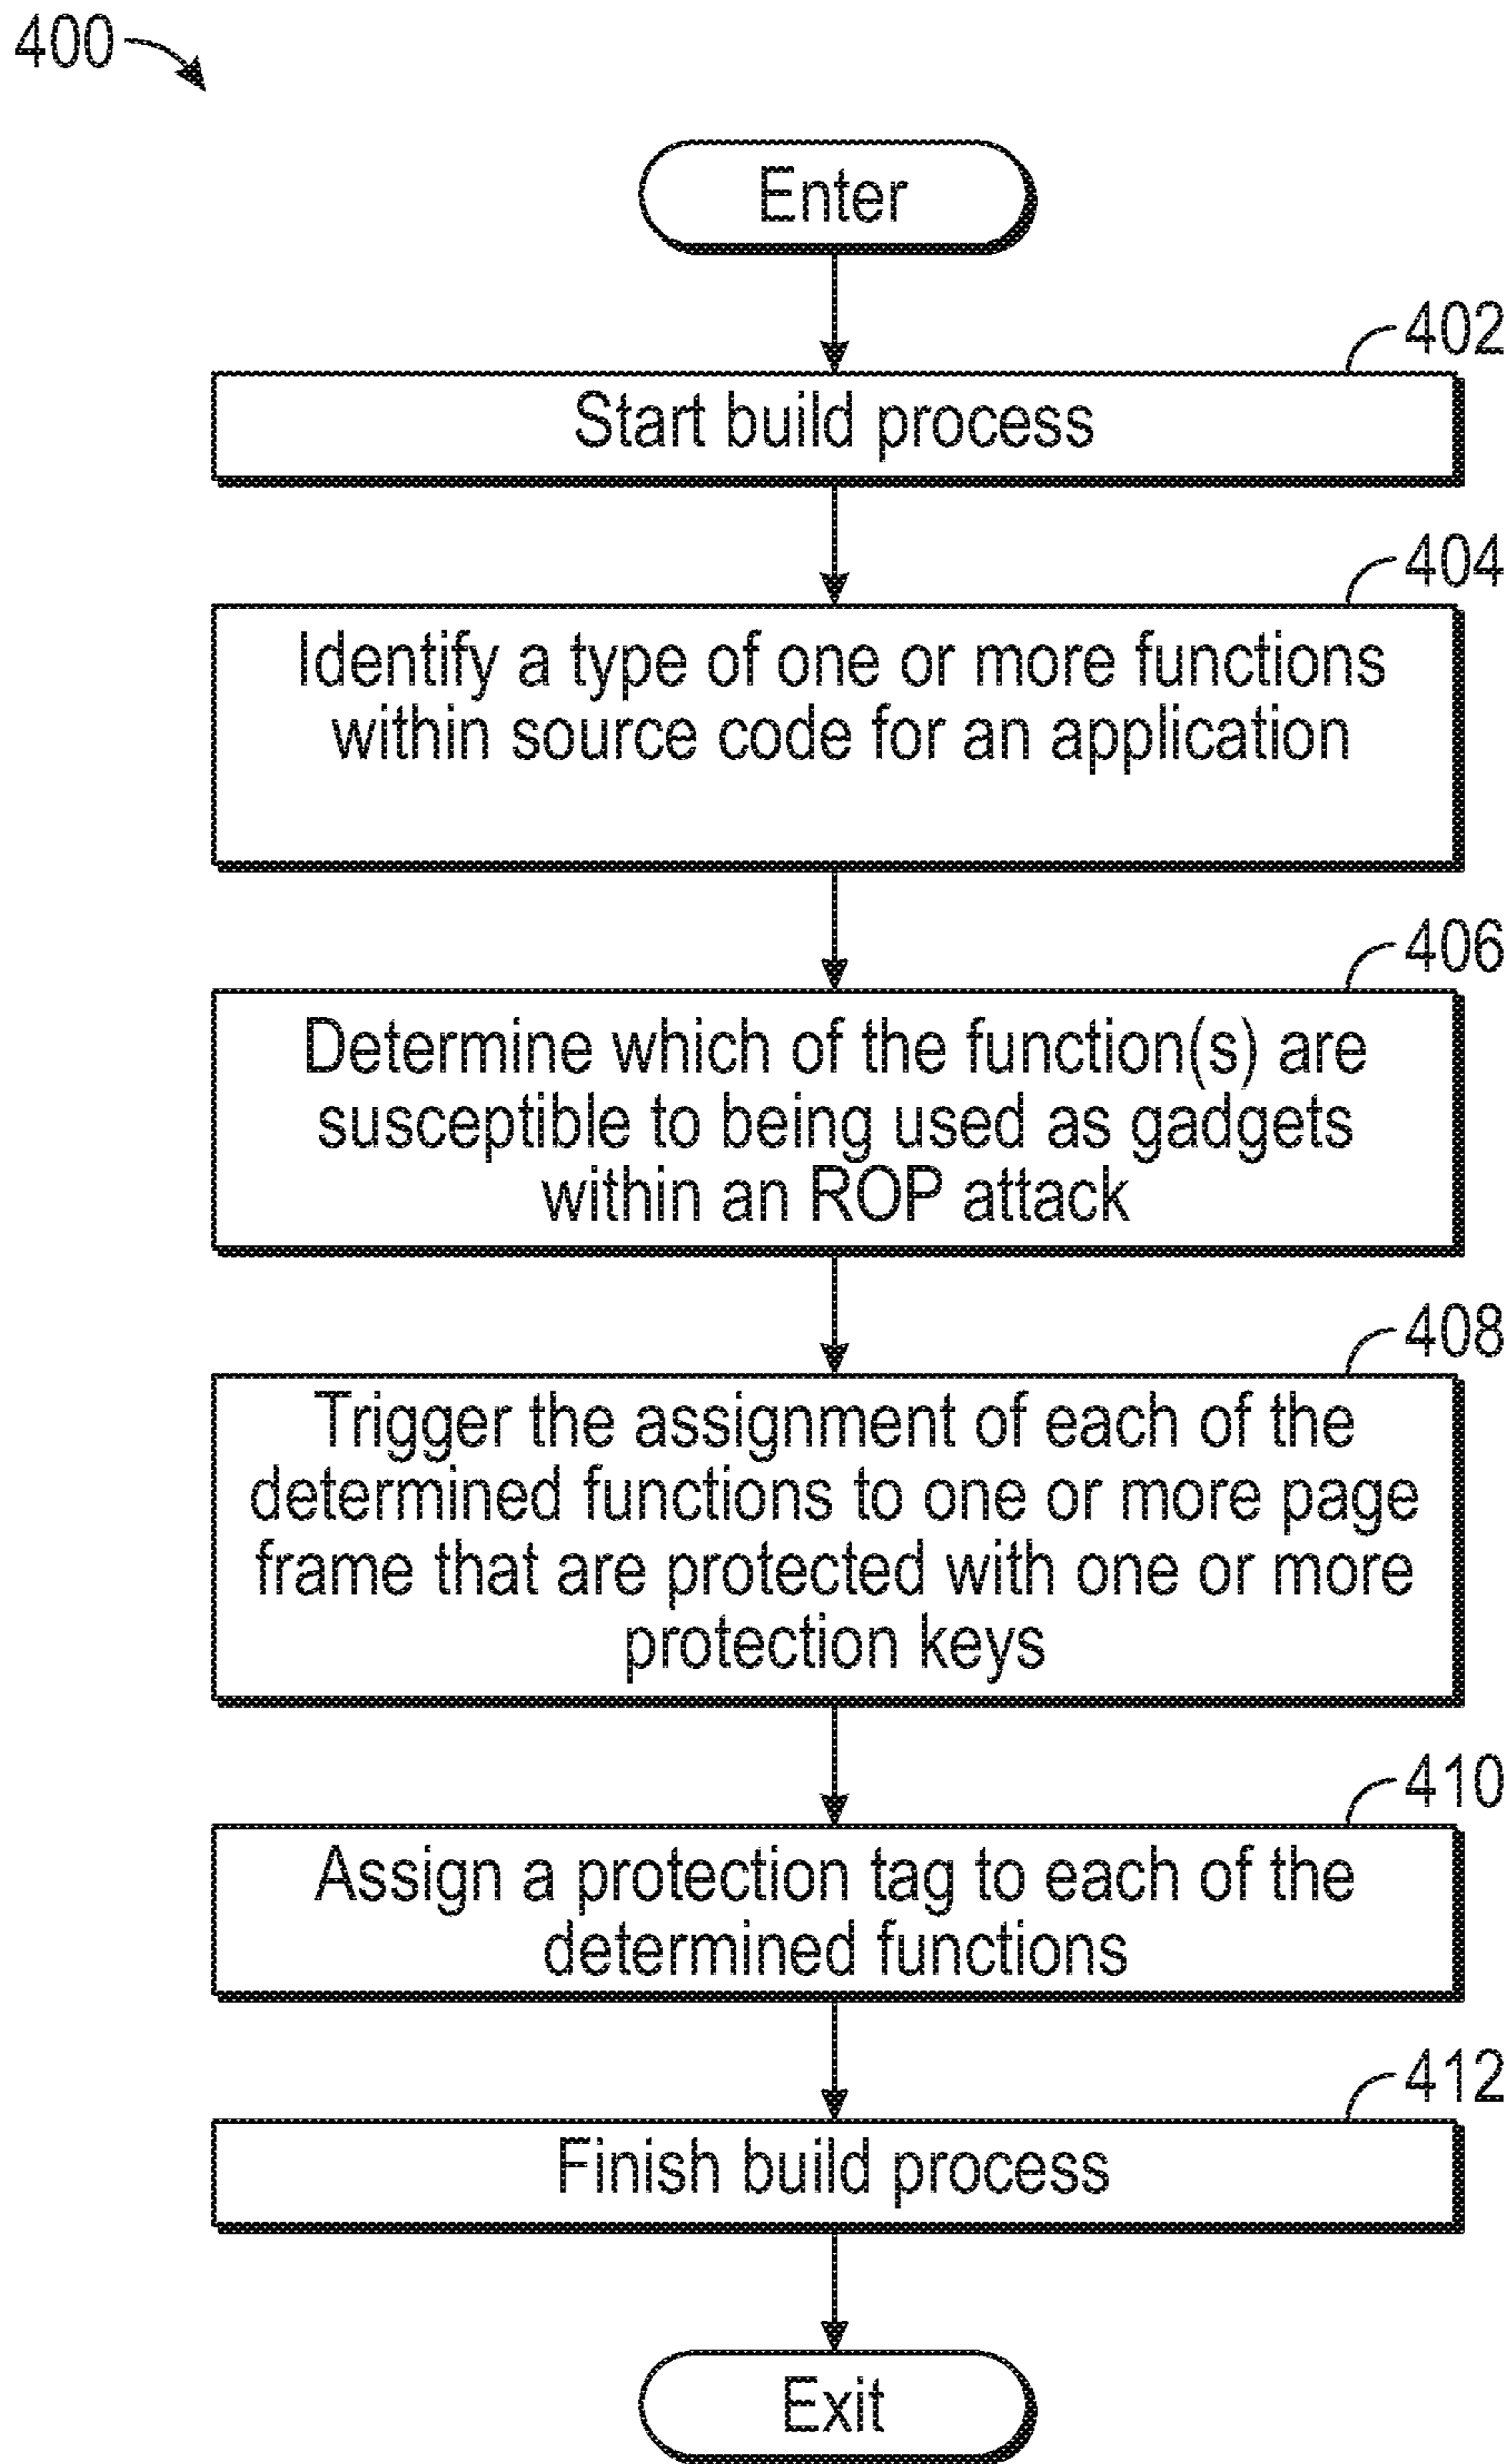 400
Enter
402
Start build process
404
Identify a type of one or more functions
within source code for an application
406
Determine which of the function(s) are
susceptible to being used as gadgets
within an ROP attack
408
Trigger the assignment of each of the
determined functions to one or more page
frame that are protected with one or more
protection keys
410
Assign a protection tag to each of the
determined functions
412
Finish build process
Exit